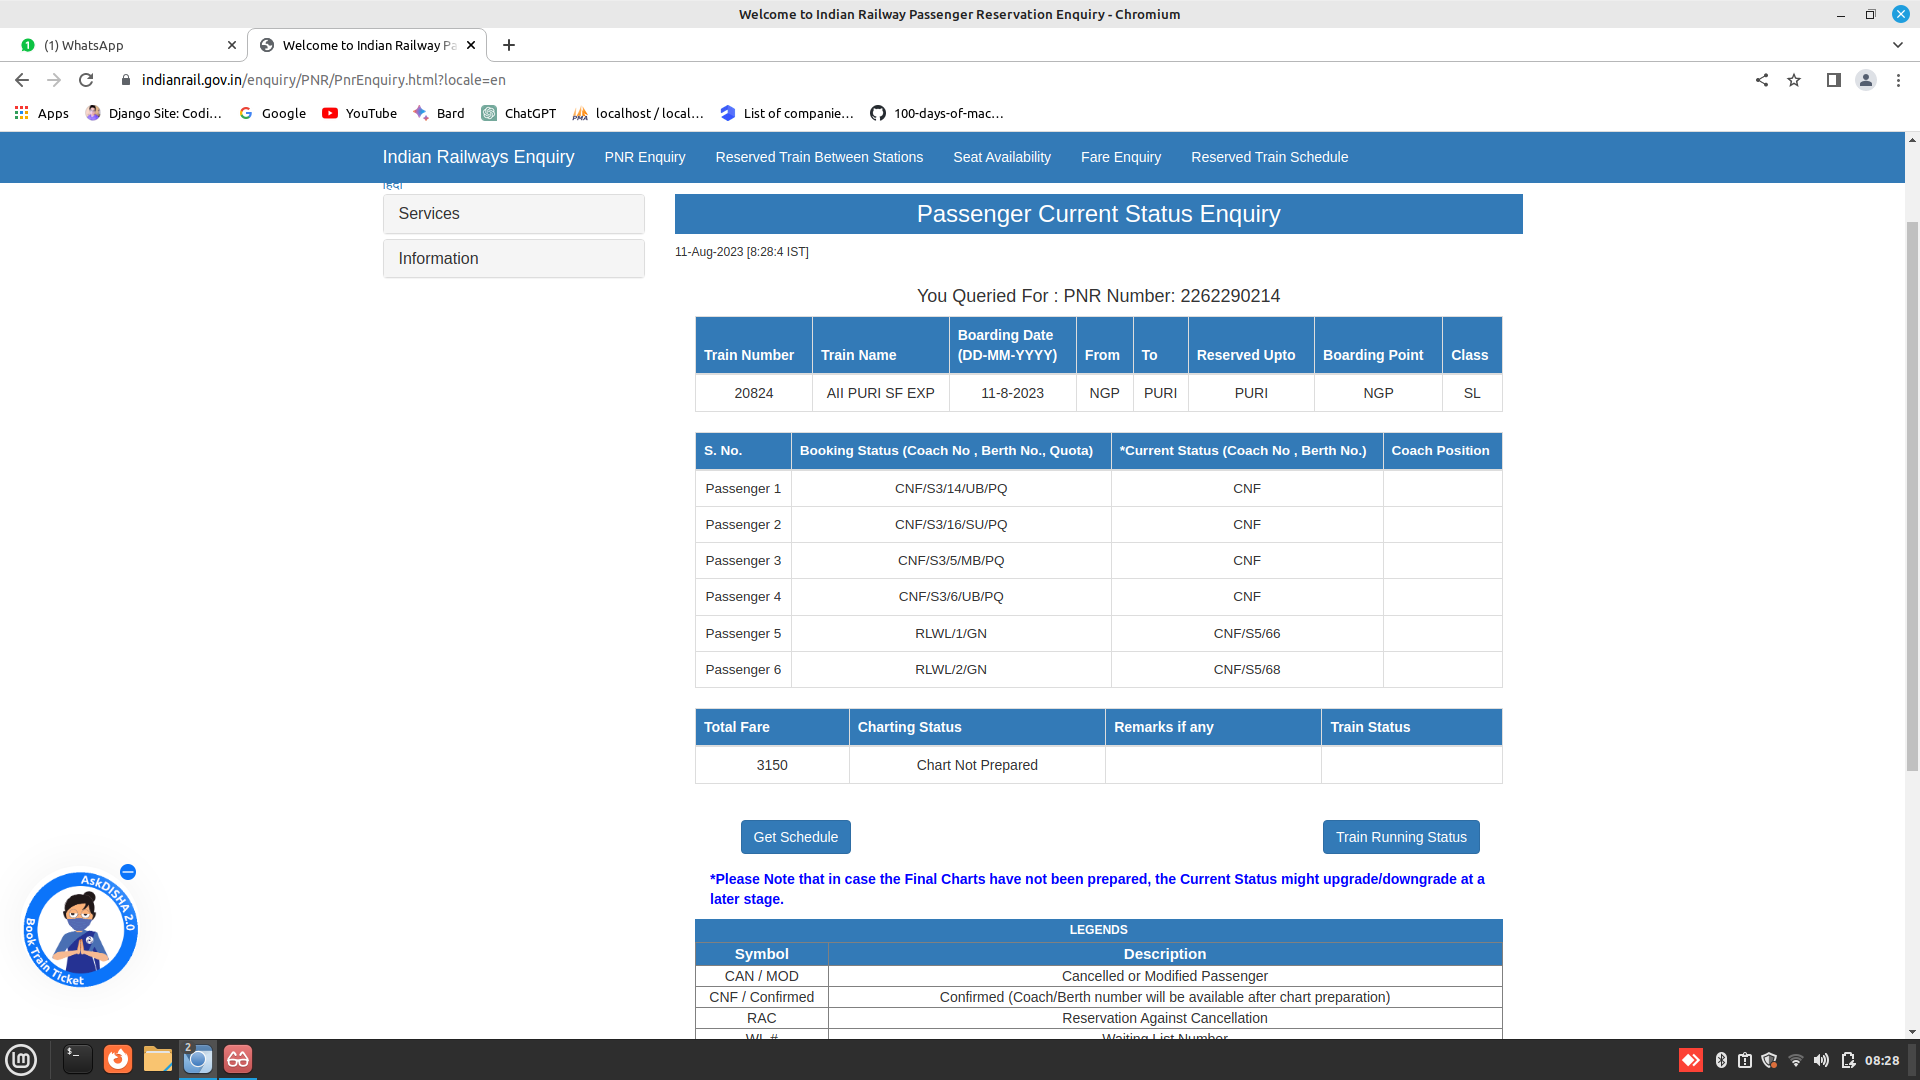 Welcome to Indian Railway Passenger Reservation Enquiry - Chromium
(1) WhatsApp
Welcome to Indian Railway Pa
indianrail.gov.in/enquiry/PNR/PnrEnquiry.html?locale=en
Apps Django Site: Codi… Google YouTube Bard ChatGPT localhost / local… List of companie… 100-days-of-mac…
Indian Railways Enquiry PNR Enquiry Reserved Train Between Stations Seat Availability Fare Enquiry Reserved Train Schedule
हिंदी
Services
Information
Passenger Current Status Enquiry
11-Aug-2023 [8:28:4 IST]
You Queried For : PNR Number: 2262290214
Train Number Train Name Boarding Date (DD-MM-YYYY) From To Reserved Upto Boarding Point Class
20824 AII PURI SF EXP 11-8-2023 NGP PURI PURI NGP SL
S. No. Booking Status (Coach No , Berth No., Quota) *Current Status (Coach No , Berth No.) Coach Position
Passenger 1 CNF/S3/14/UB/PQ CNF
Passenger 2 CNF/S3/16/SU/PQ CNF
Passenger 3 CNF/S3/5/MB/PQ CNF
Passenger 4 CNF/S3/6/UB/PQ CNF
Passenger 5 RLWL/1/GN CNF/S5/66
Passenger 6 RLWL/2/GN CNF/S5/68
Total Fare Charting Status Remarks if any Train Status
3150 Chart Not Prepared
Get Schedule Train Running Status
*Please Note that in case the Final Charts have not been prepared, the Current Status might upgrade/downgrade at a
later stage.
LEGENDS
Symbol Description
CAN / MOD Cancelled or Modified Passenger
CNF / Confirmed Confirmed (Coach/Berth number will be available after chart preparation)
RAC Reservation Against Cancellation
WL # Waiting List Number
AskDISHA 2.0
Book Train Ticket
2
08:28